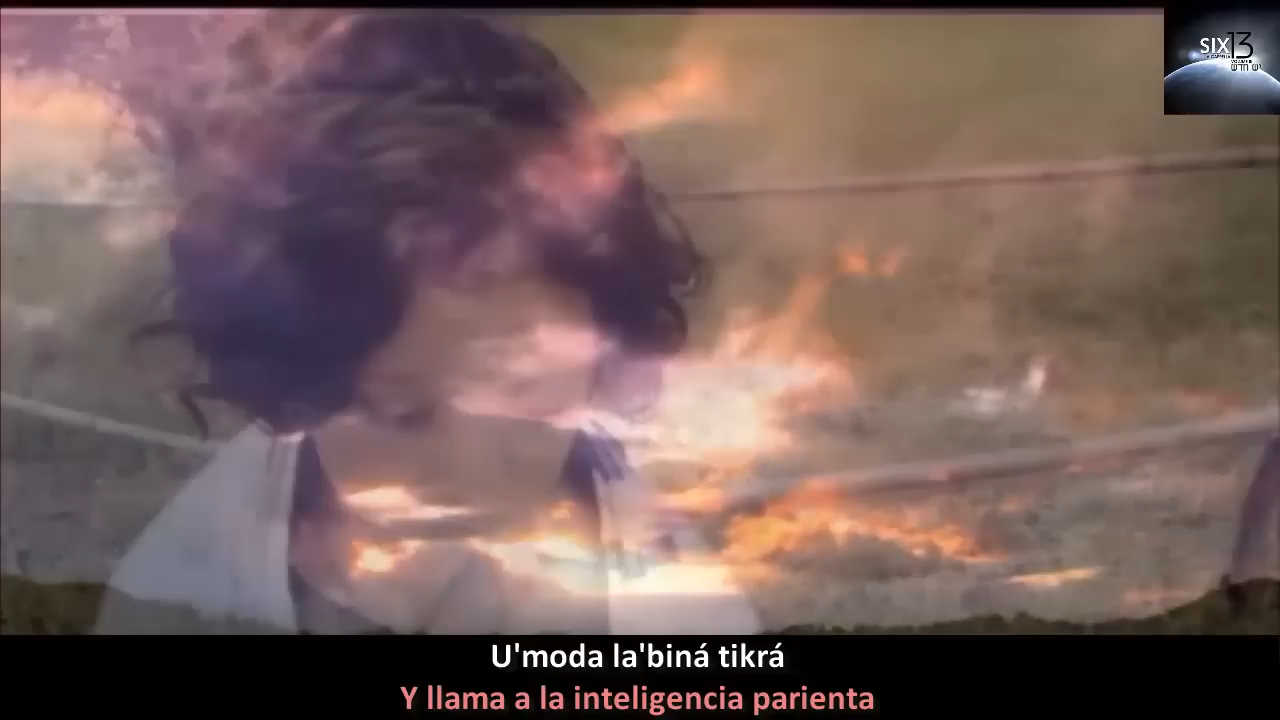 SIX13
U'moda la'biná tikrá
Y llama a la inteligencia parienta